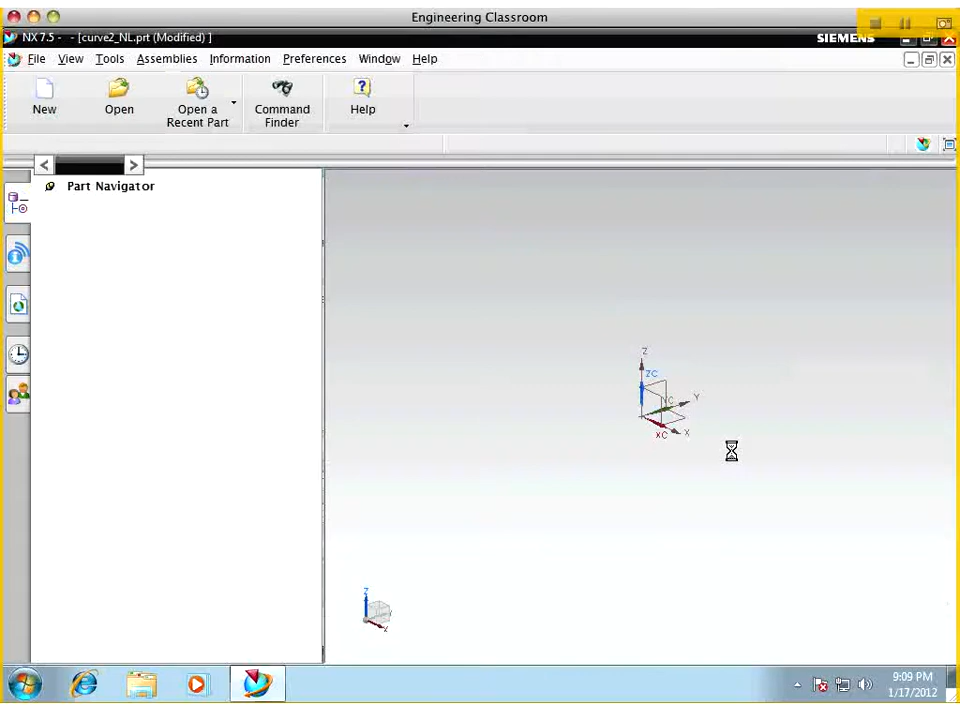 Engineering Classroom
NX 7.5 - - [curve2_NL.prt (Modified) ]
SIEMENS
File View Tools Assemblies Information Preferences Window Help
New Open Open a Recent Part Command Finder Help
Part Navigator
Z
ZC
YC Y
XC X
Z
X
9:09 PM
1/17/2012